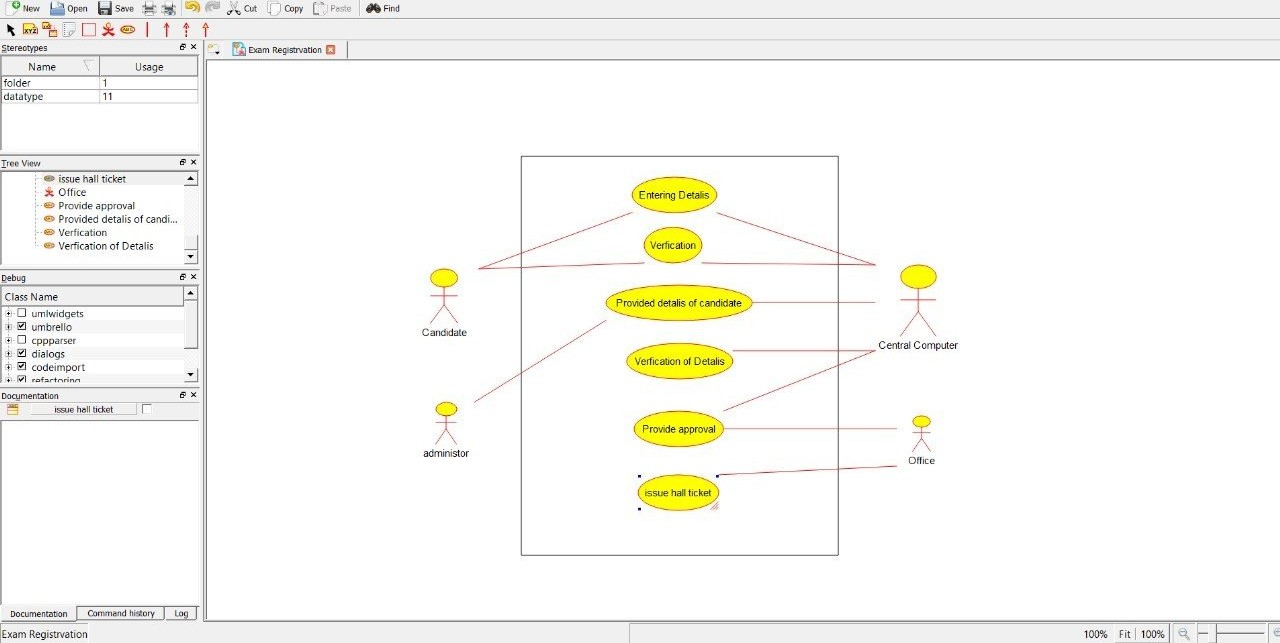 New Open Save Cut Copy Paste Find
XYZ ABC
Stereotypes
Name Usage
folder 1
datatype 11
Tree View
issue hall ticket
Office
Provide approval
Provided detalis of candi...
Verfication
Verfication of Detalis
Debug
Class Name
umlwidgets
umbrello
cppparser
dialogs
codeimport
refactoring
Documentation
issue hall ticket
Documentation Command history Log
Exam Registrvation
Exam Registrvation
Entering Detalis
Verfication
Provided detalis of candidate
Verfication of Detalis
Provide approval
issue hall ticket
Candidate
administor
Central Computer
Office
100% Fit 100%